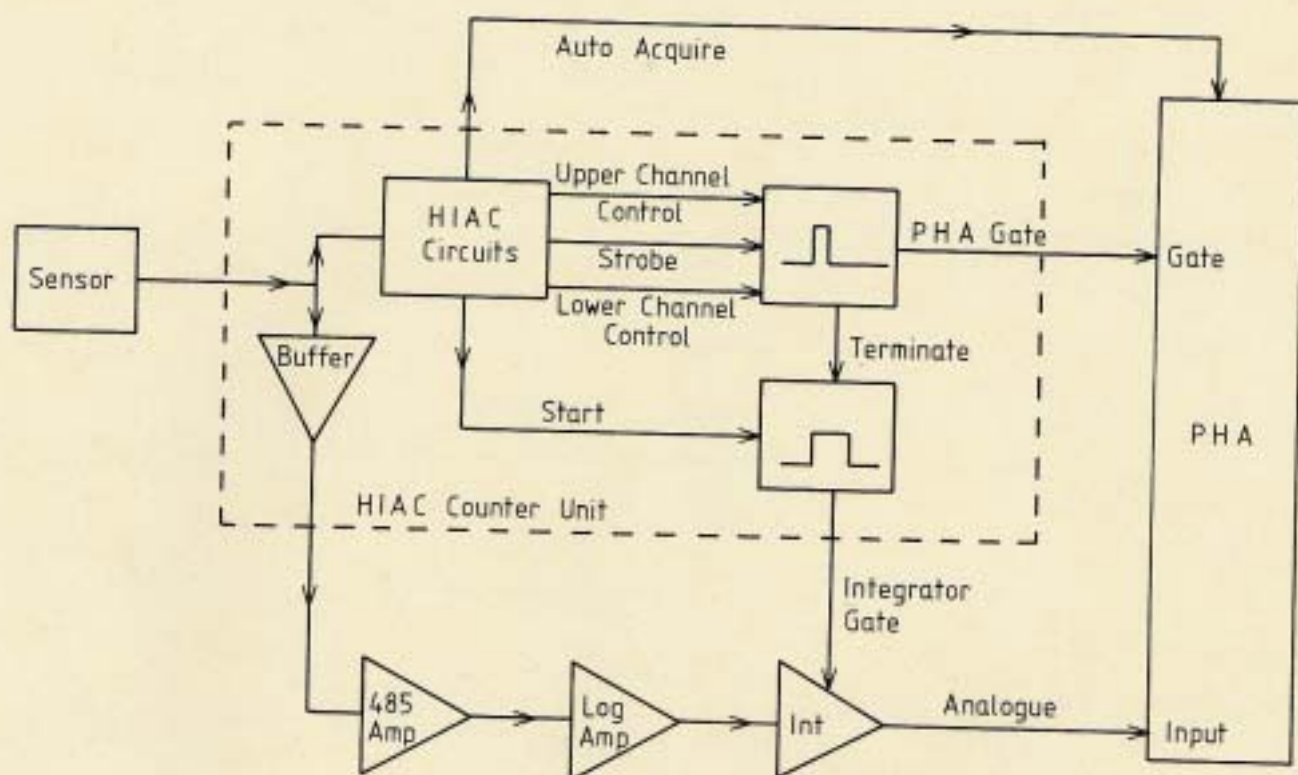 Auto Acquire
Upper Channel
Control
HIAC
Circuits
Strobe
PHA Gate
Gate
Sensor
Lower Channel
Control
Buffer
Terminate
Start
PHA
HIAC Counter Unit
Integrator
Gate
485
Amp
Log
Amp
Int
Analogue
Input